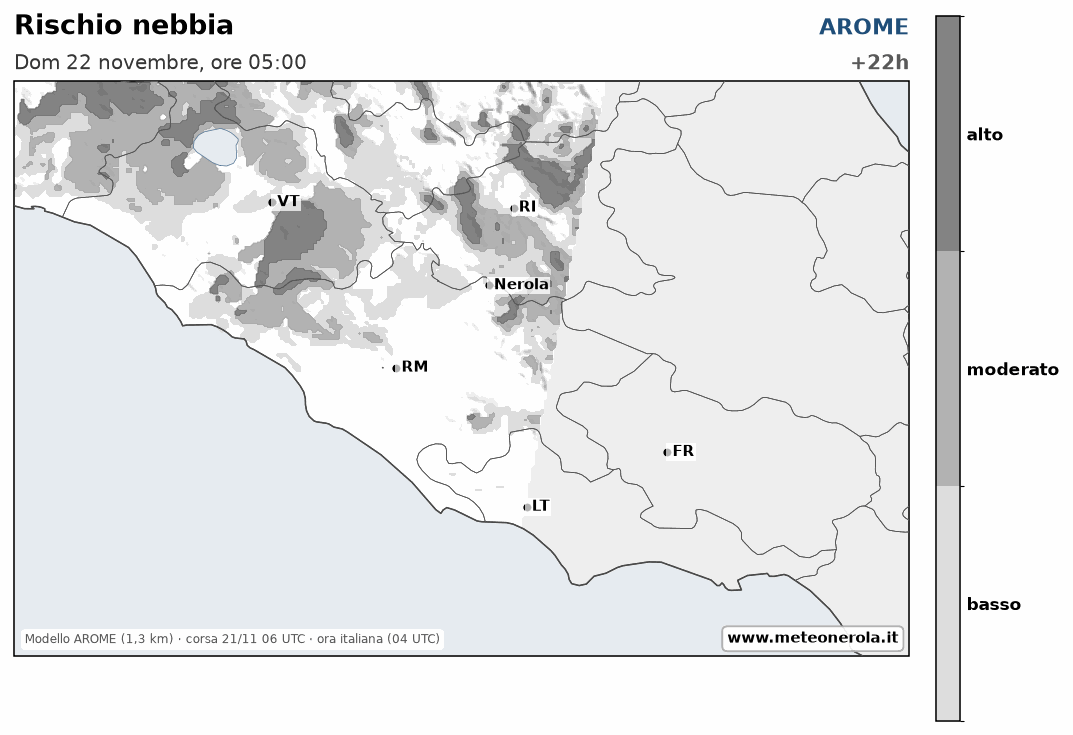 Rischio nebbia
AROME
Dom 22 novembre, ore 05:00
+22h
alto
VT
RI
Nerola
moderato
RM
FR
LT
basso
Modello AROME (1,3 km) · corsa 21/11 06 UTC · ora italiana (04 UTC)
www.meteonerola.it